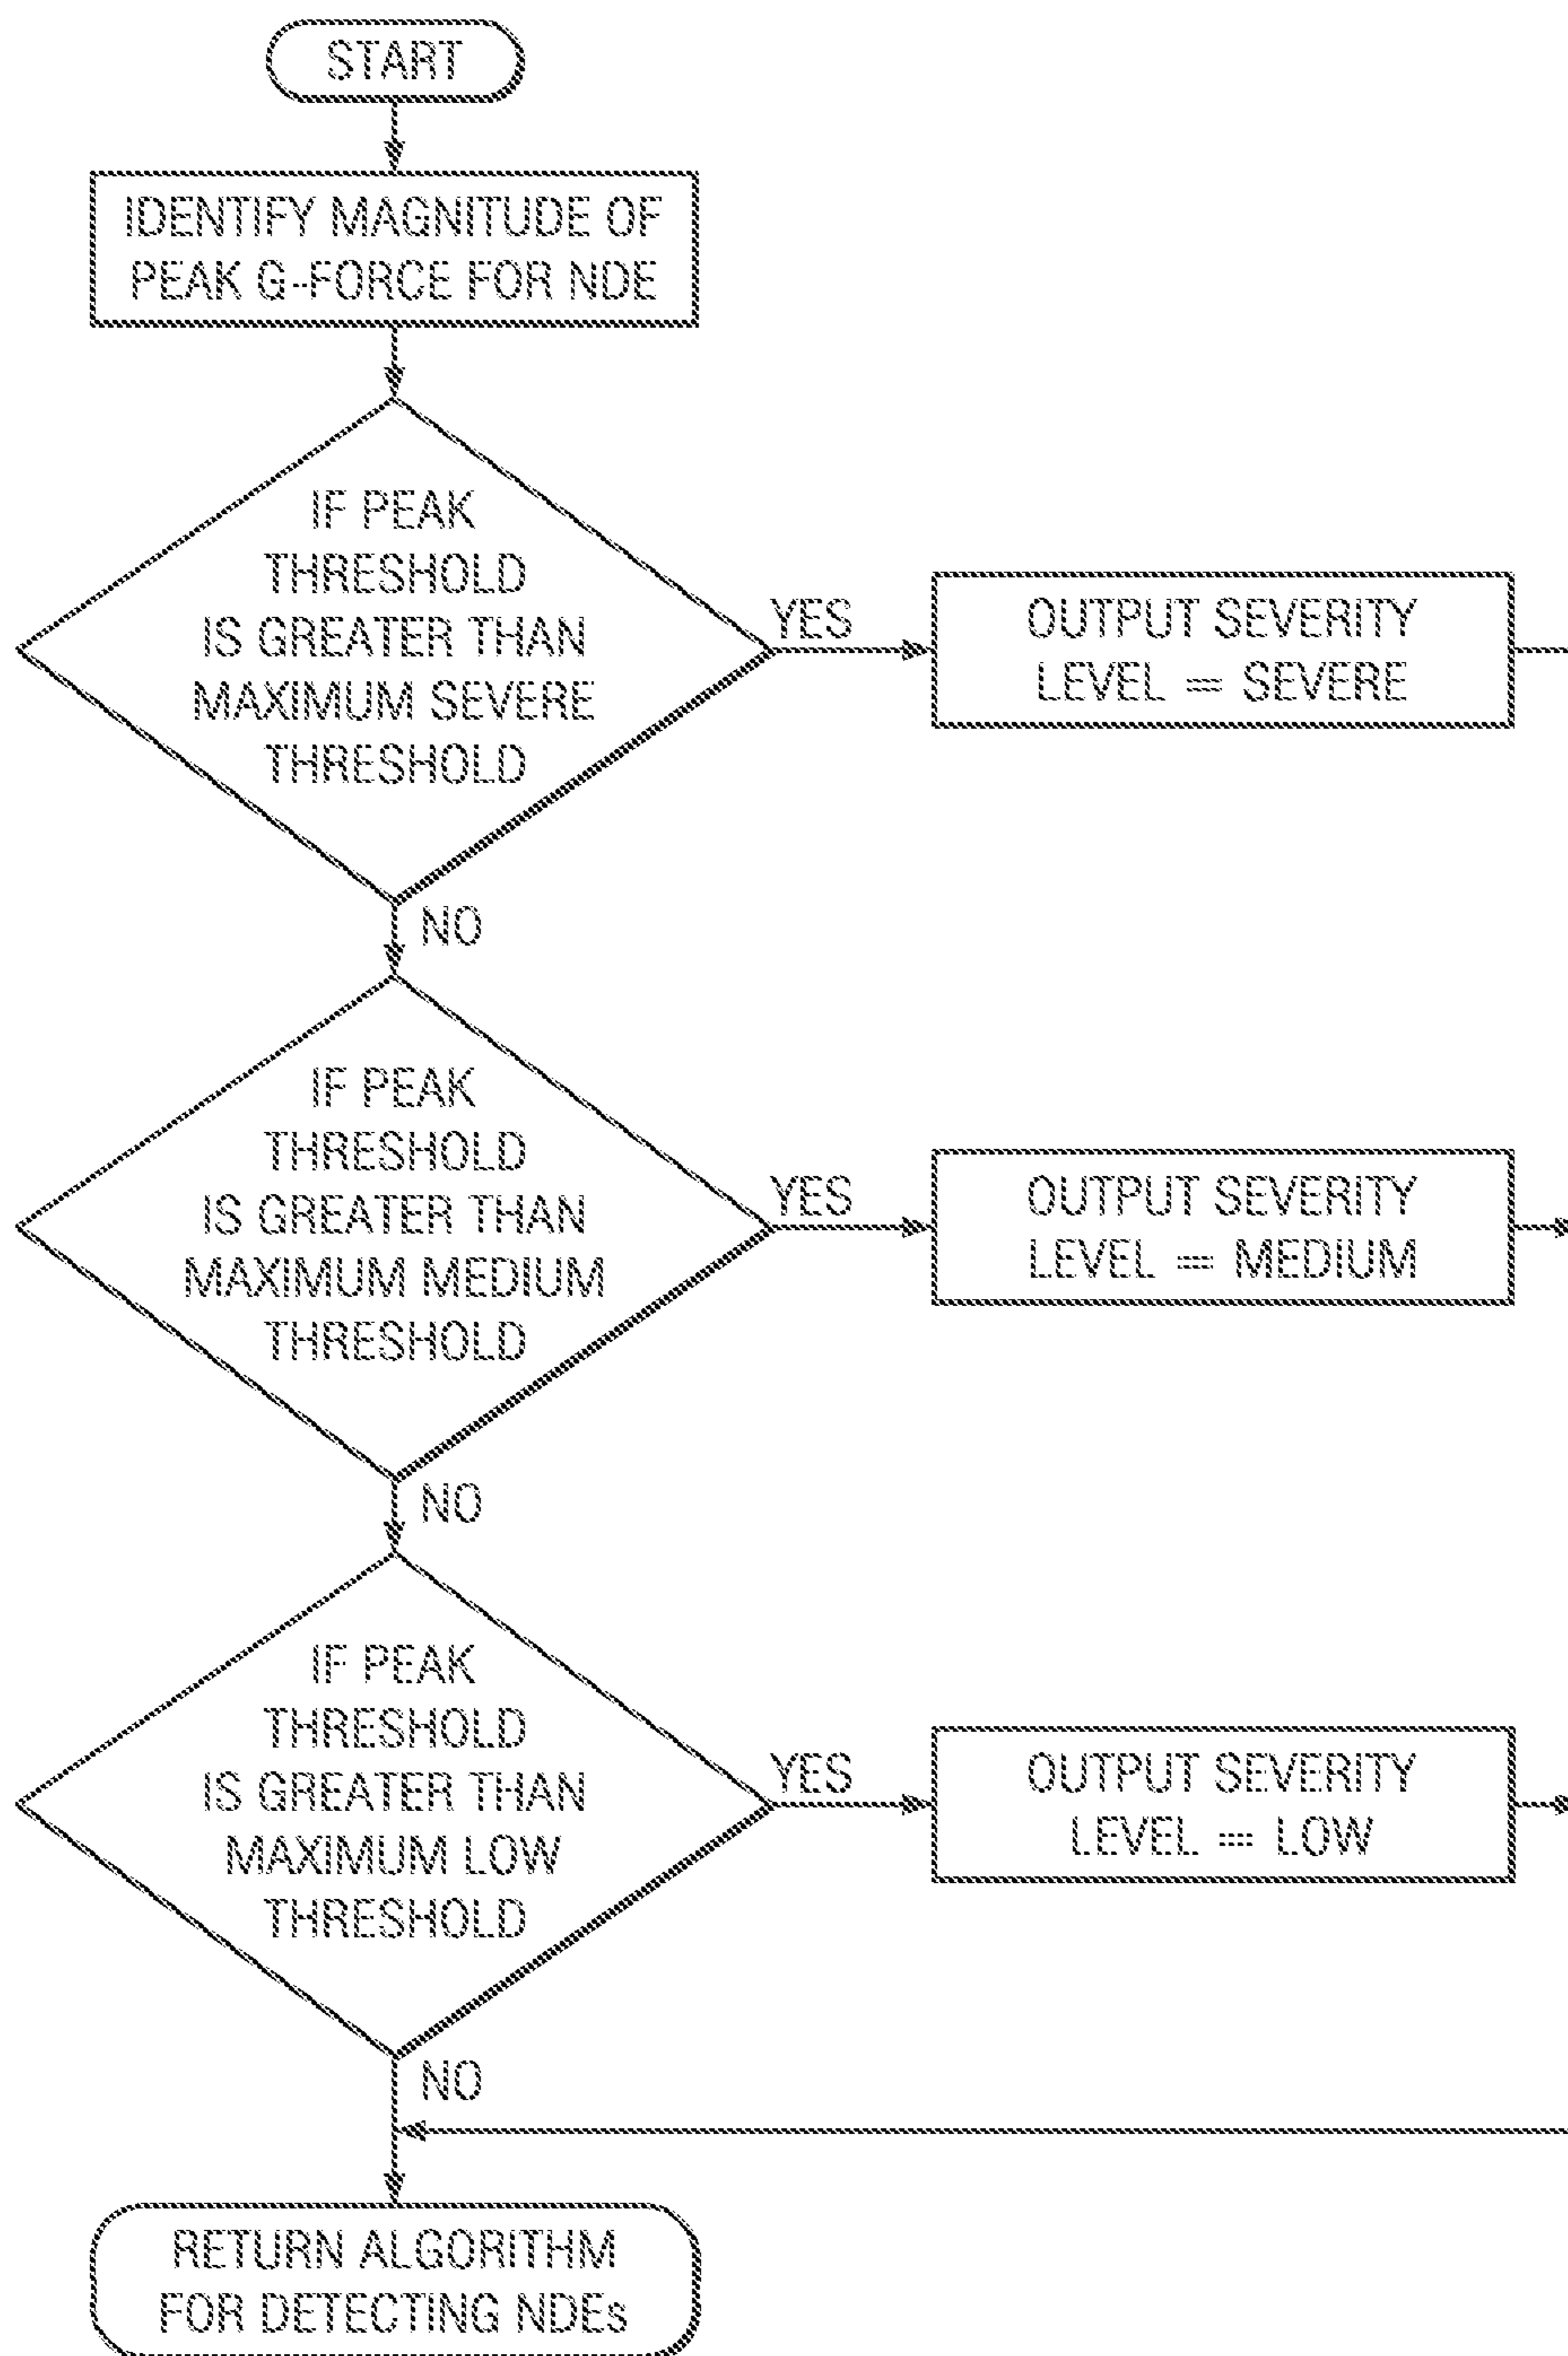 START
IDENTIFY MAGNITUDE OF
PEAK G-FORCE FOR NDE
IF PEAK
THRESHOLD
IS GREATER THAN
MAXIMUM SEVERE
THRESHOLD
YES
OUTPUT SEVERITY
LEVEL = SEVERE
NO
IF PEAK
THRESHOLD
IS GREATER THAN
MAXIMUM MEDIUM
THRESHOLD
YES
OUTPUT SEVERITY
LEVEL = MEDIUM
NO
IF PEAK
THRESHOLD
IS GREATER THAN
MAXIMUM LOW
THRESHOLD
YES
OUTPUT SEVERITY
LEVEL = LOW
NO
RETURN ALGORITHM
FOR DETECTING NDEs